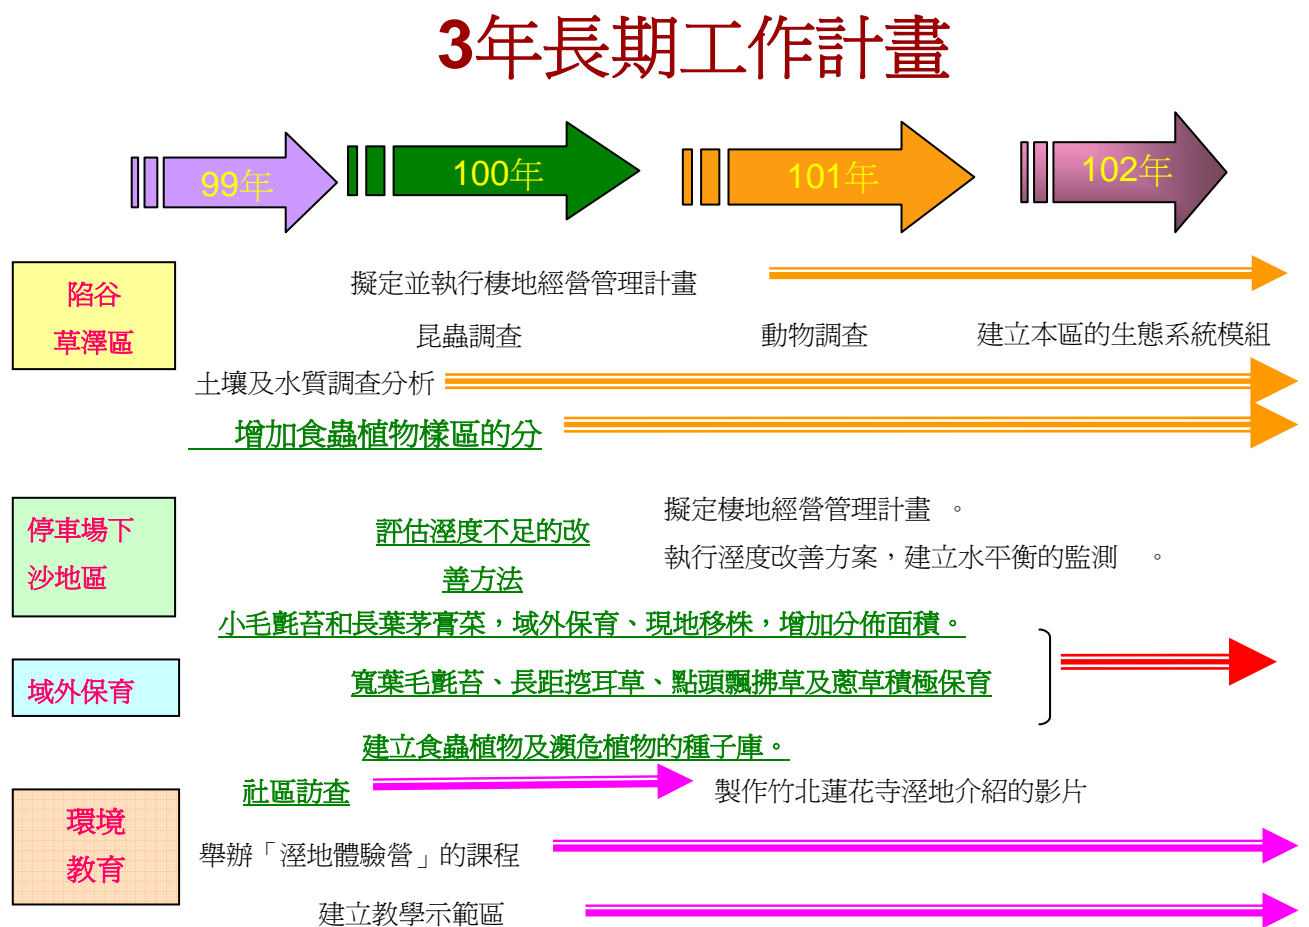 3年長期工作計畫
99年
100年
101年
102年
陷谷
草澤區
擬定並執行棲地經營管理計畫
昆蟲調查
動物調查
建立本區的生態系統模組
土壤及水質調查分析
增加食蟲植物樣區的分
停車場下
沙地區
評估溼度不足的改
善方法
擬定棲地經營管理計畫 。
執行溼度改善方案，建立水平衡的監測 。
小毛氈苔和長葉茅膏菜，域外保育、現地移株，增加分佈面積。
域外保育
寬葉毛氈苔、長距挖耳草、點頭飄拂草及蔥草積極保育
建立食蟲植物及瀕危植物的種子庫。
環境
教育
社區訪查
製作竹北蓮花寺溼地介紹的影片
舉辦「溼地體驗營」的課程
建立教學示範區